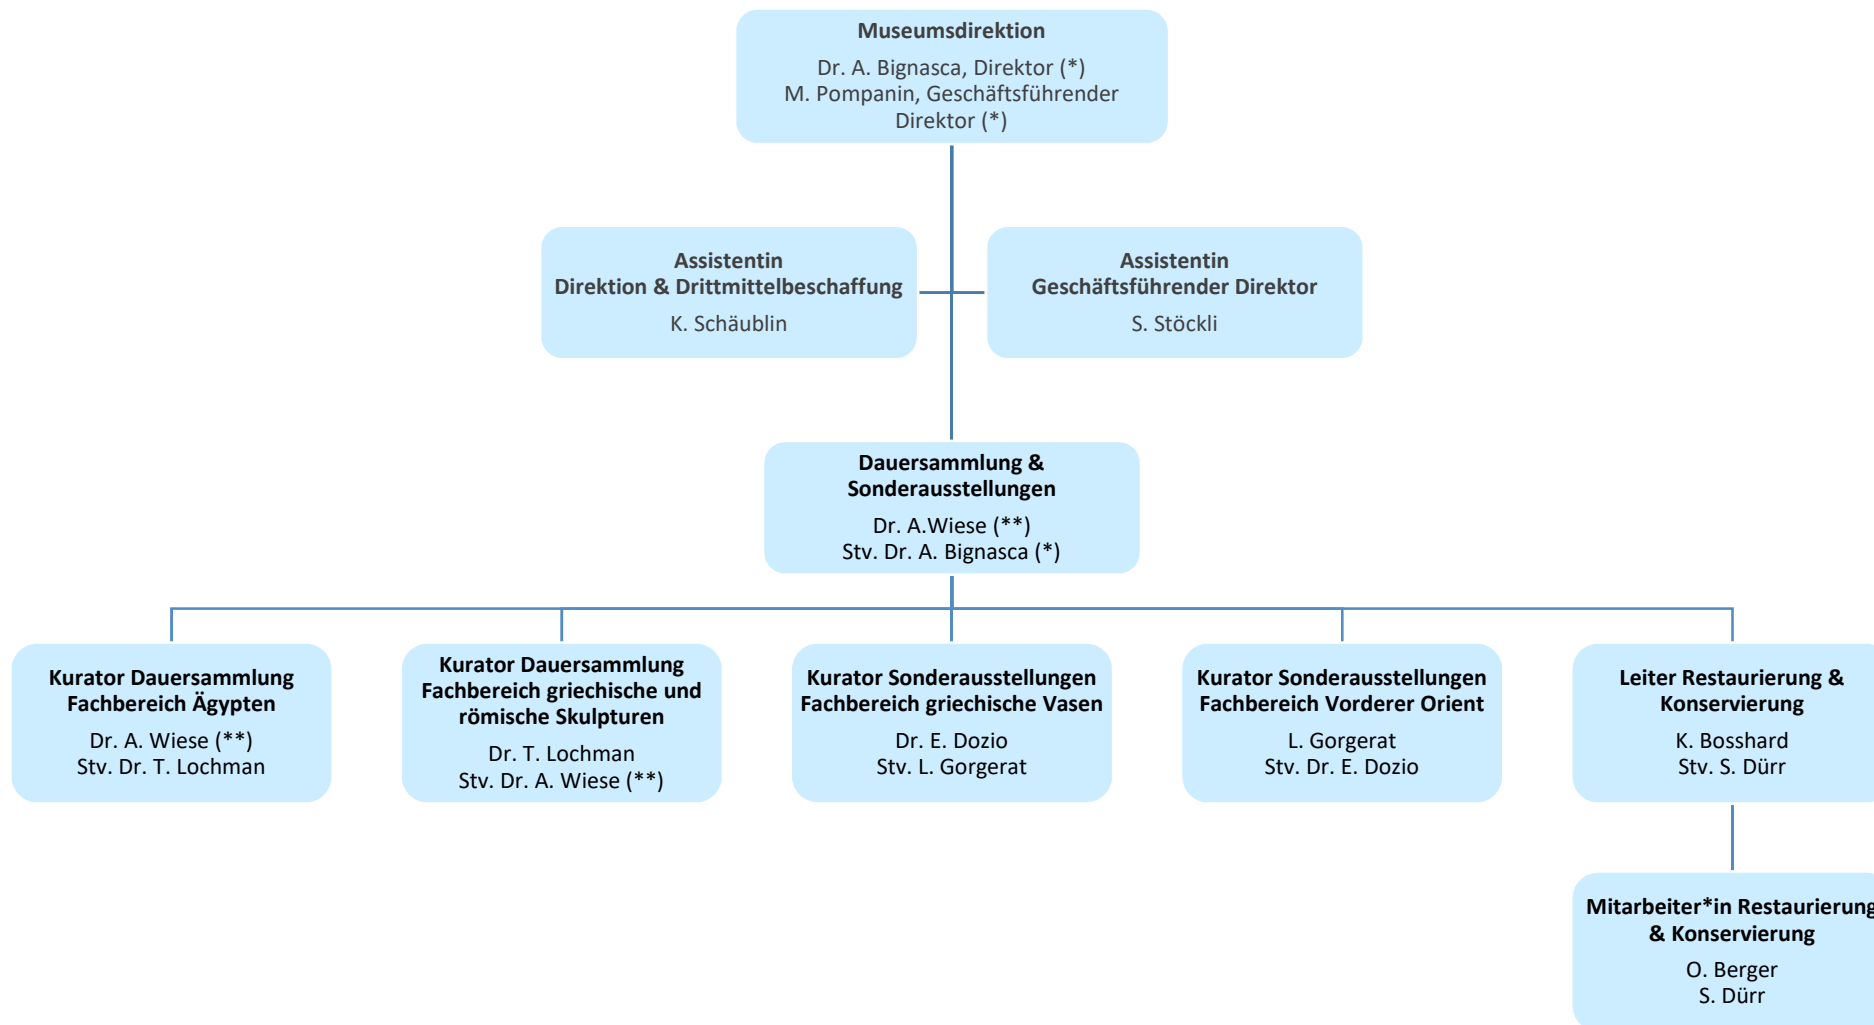 Museumsdirektion
Dr. A. Bignasca, Direktor (*)
M. Pompanin, Geschäftsführender
Direktor (*)
Assistentin
Direktion & Drittmittelbeschaffung
K. Schäublin
Assistentin
Geschäftsführender Direktor
S. Stöckli
Dauersammlung &
Sonderausstellungen
Dr. A.Wiese (**)
Stv. Dr. A. Bignasca (*)
Kurator Dauersammlung
Fachbereich Ägypten
Dr. A. Wiese (**)
Stv. Dr. T. Lochman
Kurator Dauersammlung
Fachbereich griechische und
römische Skulpturen
Dr. T. Lochman
Stv. Dr. A. Wiese (**)
Kurator Sonderausstellungen
Fachbereich griechische Vasen
Dr. E. Dozio
Stv. L. Gorgerat
Kurator Sonderausstellungen
Fachbereich Vorderer Orient
L. Gorgerat
Stv. Dr. E. Dozio
Leiter Restaurierung &
Konservierung
K. Bosshard
Stv. S. Dürr
Mitarbeiter*in Restaurierung
& Konservierung
O. Berger
S. Dürr